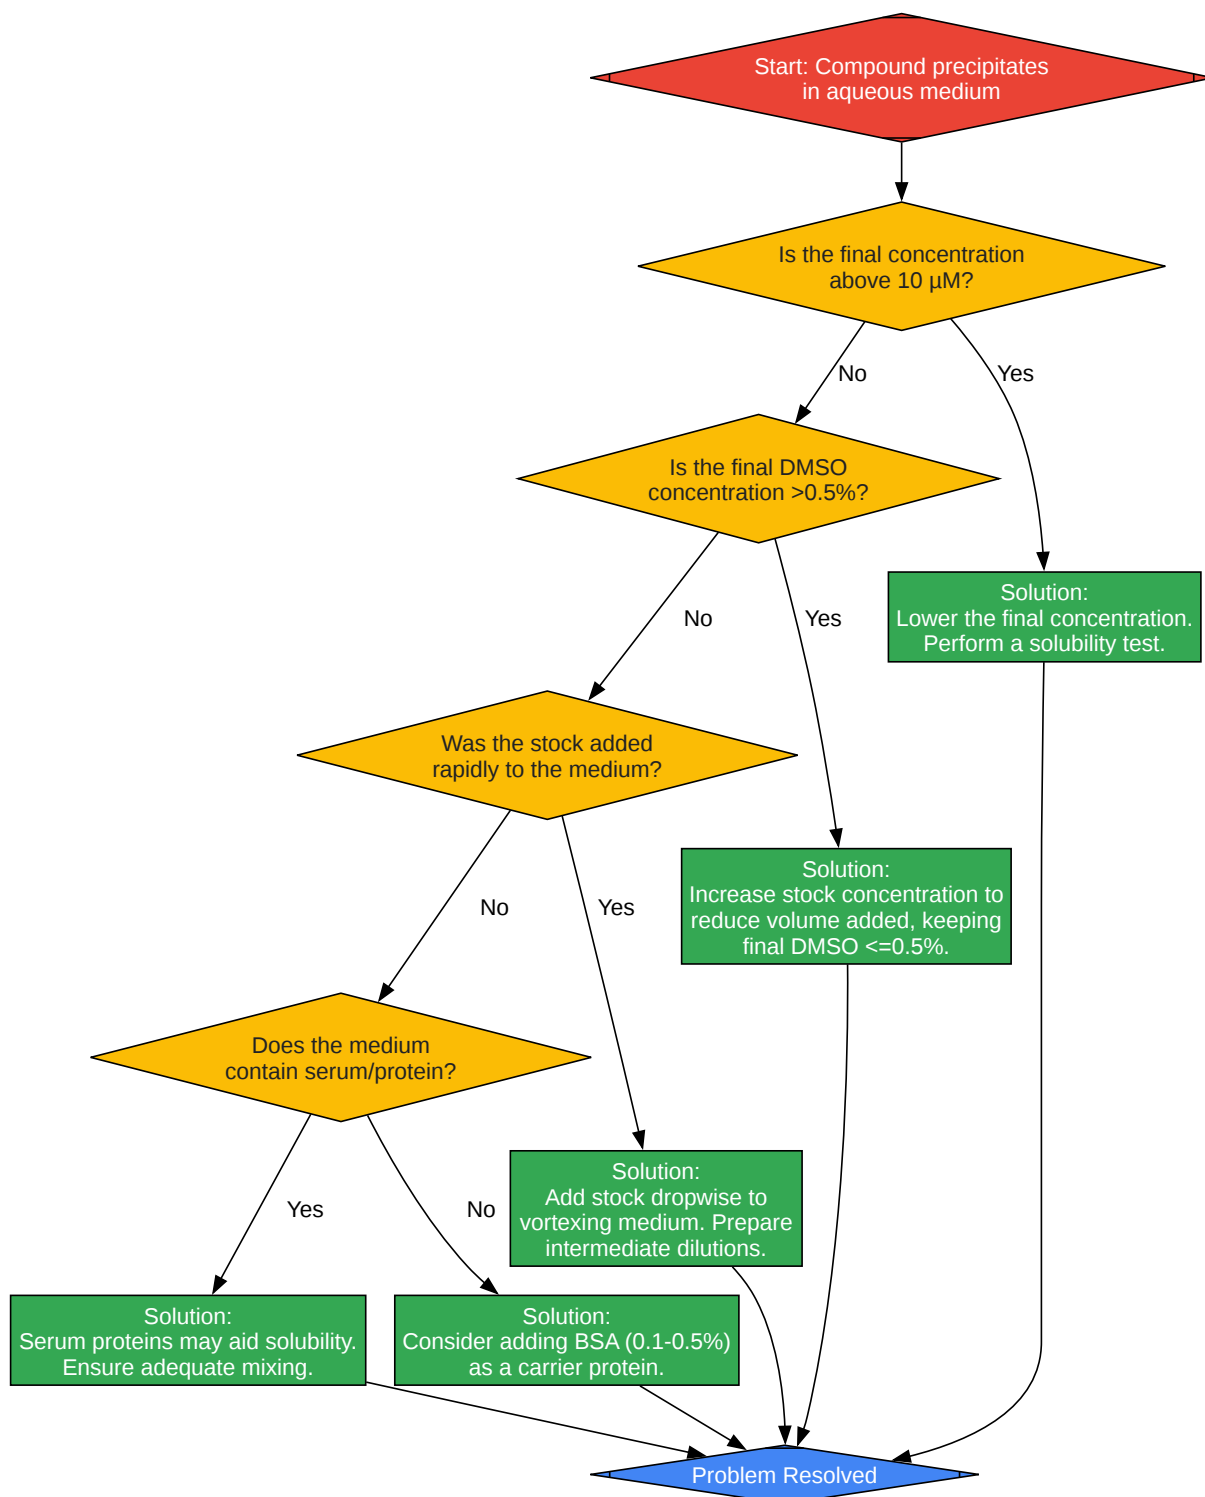 Start: Compound precipitates
in aqueous medium
Is the final concentration
above 10 µM?
No
Yes
Is the final DMSO
concentration >0.5%?
No
Yes
Solution:
Lower the final concentration.
Perform a solubility test.
Was the stock added
rapidly to the medium?
No
Yes
Solution:
Increase stock concentration to
reduce volume added, keeping
final DMSO <=0.5%.
Does the medium
contain serum/protein?
Yes
No
Solution:
Add stock dropwise to
vortexing medium. Prepare
intermediate dilutions.
Solution:
Serum proteins may aid solubility.
Ensure adequate mixing.
Solution:
Consider adding BSA (0.1-0.5%)
as a carrier protein.
Problem Resolved